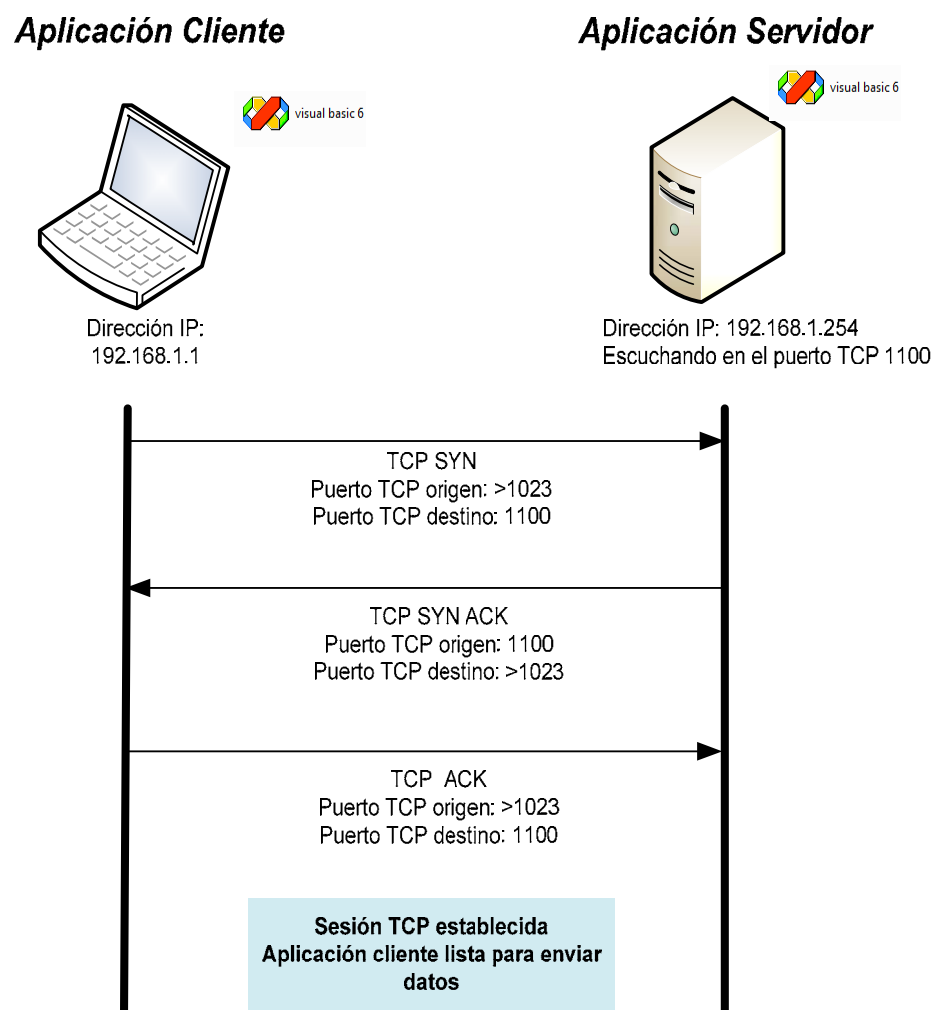 Aplicación Cliente
Aplicación Servidor
visual basic 6
visual basic 6
Dirección IP:
192.168.1.1
Dirección IP: 192.168.1.254
Escuchando en el puerto TCP 1100
TCP SYN
Puerto TCP origen: >1023
Puerto TCP destino: 1100
TCP SYN ACK
Puerto TCP origen: 1100
Puerto TCP destino: >1023
TCP ACK
Puerto TCP origen: >1023
Puerto TCP destino: 1100
Sesión TCP establecida
Aplicación cliente lista para enviar
datos